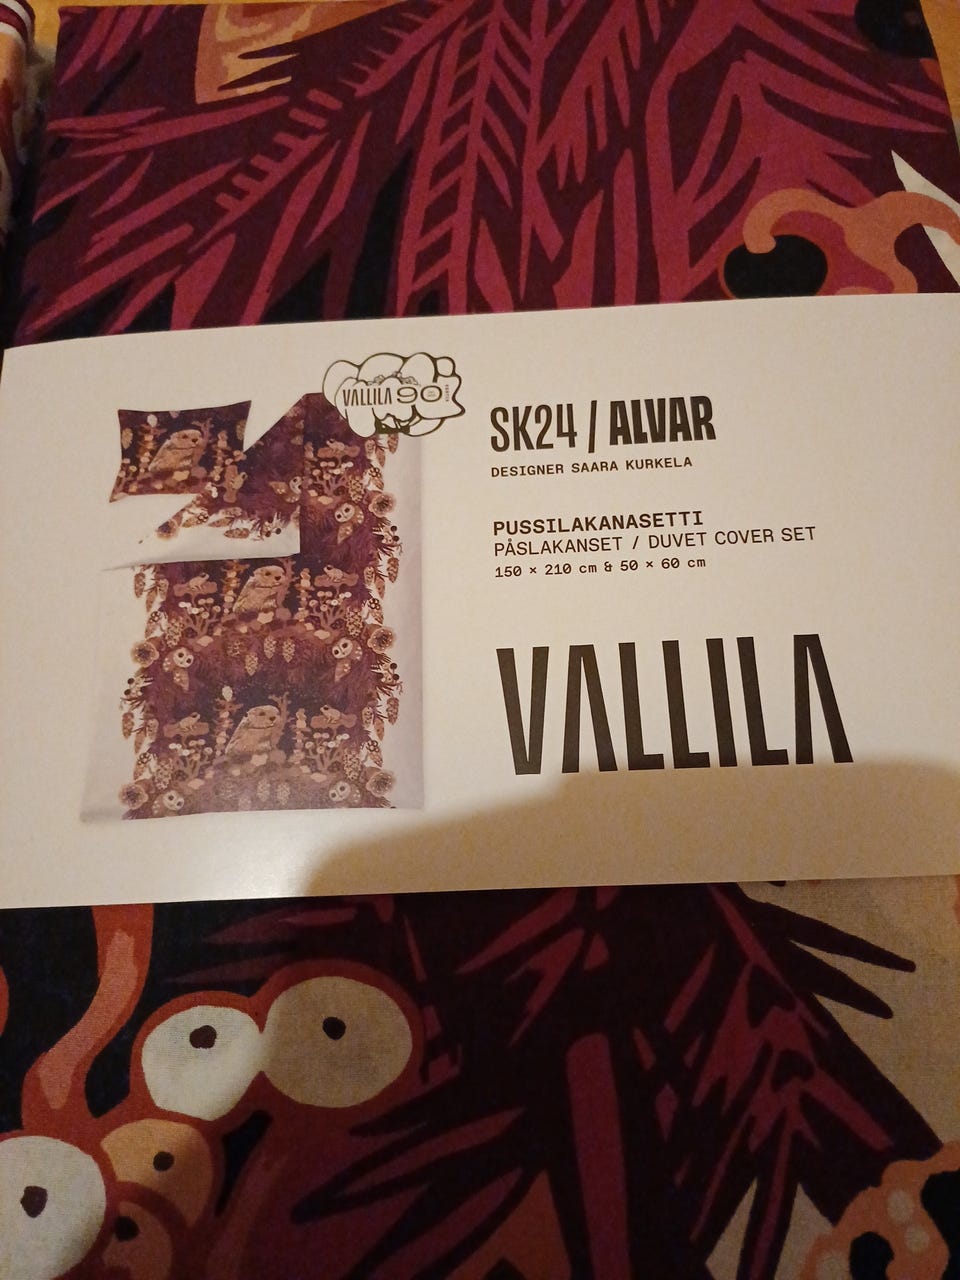 VALLILA 90
SK24 / ALVAR
DESIGNER SAARA KURKELA
PUSSILAKANASETTI
PÅSLAKANSET / DUVET COVER SET
150 × 210 cm & 50 × 60 cm
VALLILA